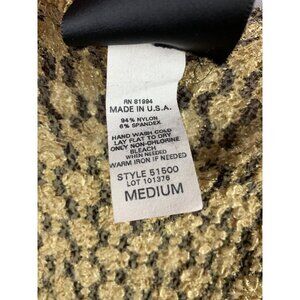 RN 81994
MADE IN U.S.A.
94% NYLON
6% SPANDEX
HAND WASH COLD
LAY FLAT TO DRY
ONLY NON-CHLORINE
BLEACH
WHEN NEEDED
WARM IRON IF NEEDED
STYLE 51500
LOT 101376
MEDIUM